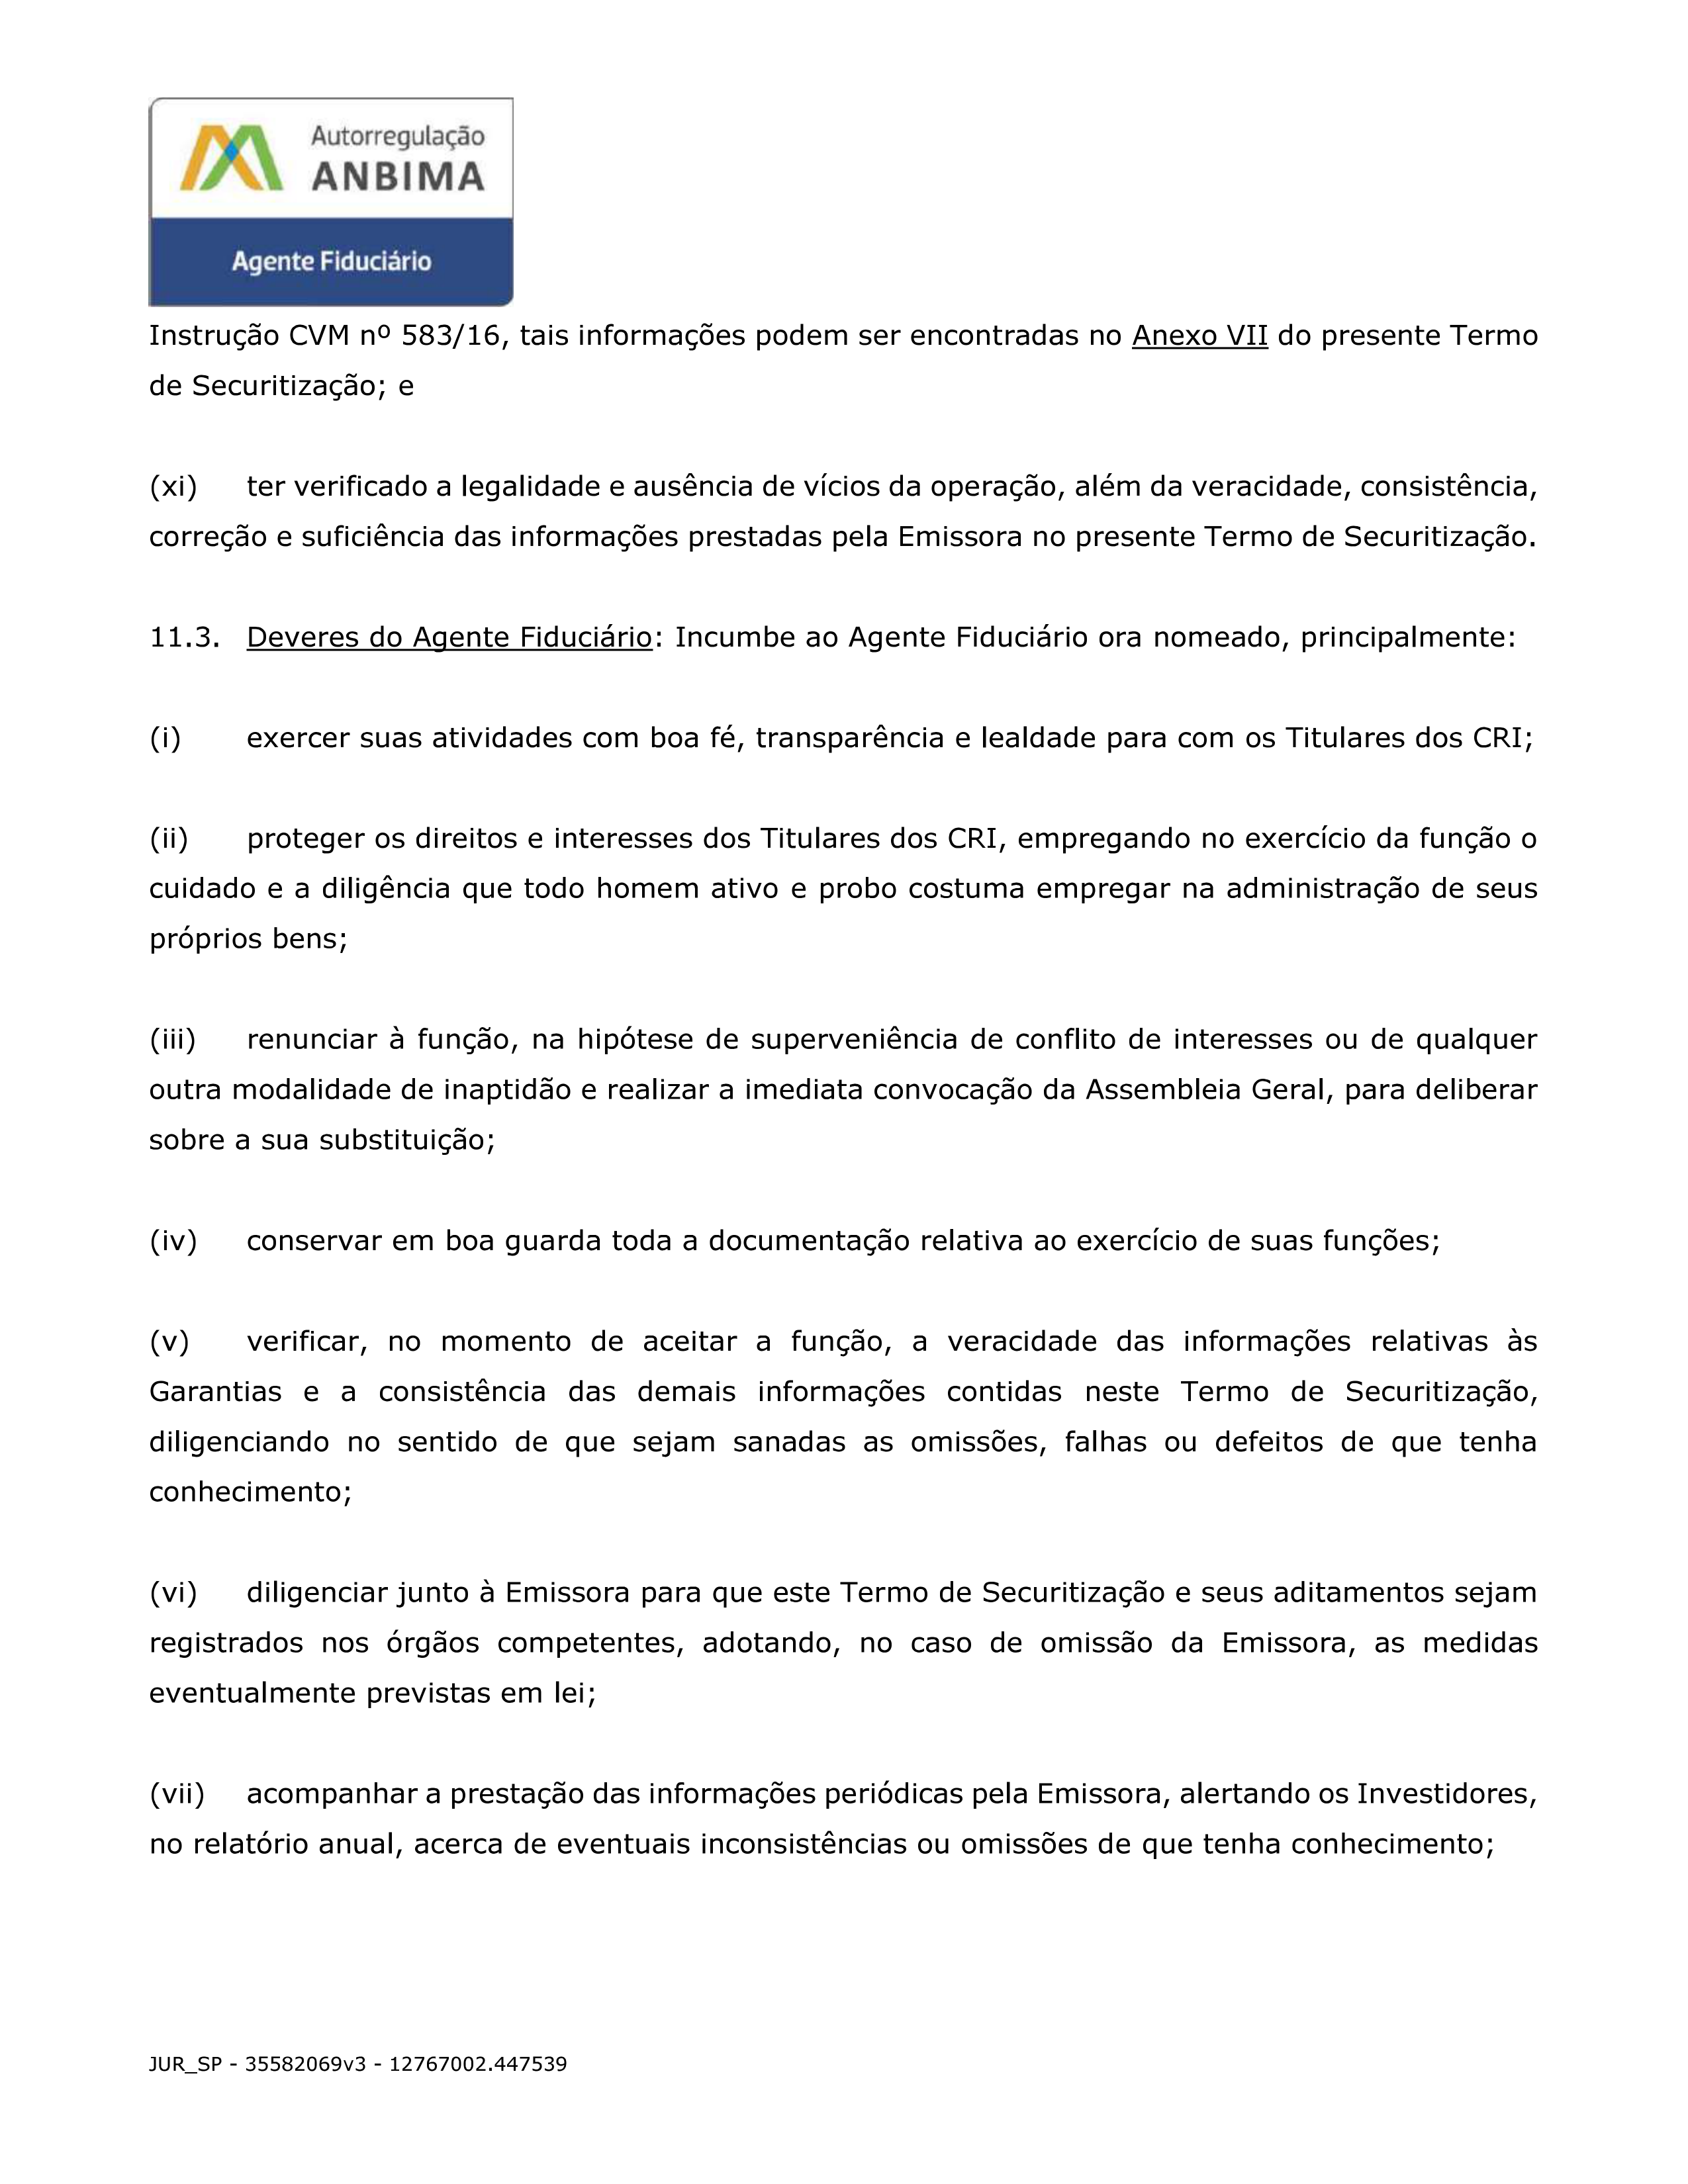 Autorregulação
ANBIMA
Agente Fiduciário
Instrução CVM nº 583/16, tais informações podem ser encontradas no Anexo VII do presente Termo
de Securitização; e
(xi) ter verificado a legalidade e ausência de vícios da operação, além da veracidade, consistência,
correção e suficiência das informações prestadas pela Emissora no presente Termo de Securitização.
11.3. Deveres do Agente Fiduciário: Incumbe ao Agente Fiduciário ora nomeado, principalmente:
(i) exercer suas atividades com boa fé, transparência e lealdade para com os Titulares dos CRI;
(ii) proteger os direitos e interesses dos Titulares dos CRI, empregando no exercício da função o
cuidado e a diligência que todo homem ativo e probo costuma empregar na administração de seus
próprios bens;
(iii) renunciar à função, na hipótese de superveniência de conflito de interesses ou de qualquer
outra modalidade de inaptidão e realizar a imediata convocação da Assembleia Geral, para deliberar
sobre a sua substituição;
(iv) conservar em boa guarda toda a documentação relativa ao exercício de suas funções;
(v) verificar, no momento de aceitar a função, a veracidade das informações relativas às
Garantias e a consistência das demais informações contidas neste Termo de Securitização,
diligenciando no sentido de que sejam sanadas as omissões, falhas ou defeitos de que tenha
conhecimento;
(vi) diligenciar junto à Emissora para que este Termo de Securitização e seus aditamentos sejam
registrados nos órgãos competentes, adotando, no caso de omissão da Emissora, as medidas
eventualmente previstas em lei;
(vii) acompanhar a prestação das informações periódicas pela Emissora, alertando os Investidores,
no relatório anual, acerca de eventuais inconsistências ou omissões de que tenha conhecimento;
JUR_SP - 35582069v3 - 12767002.447539